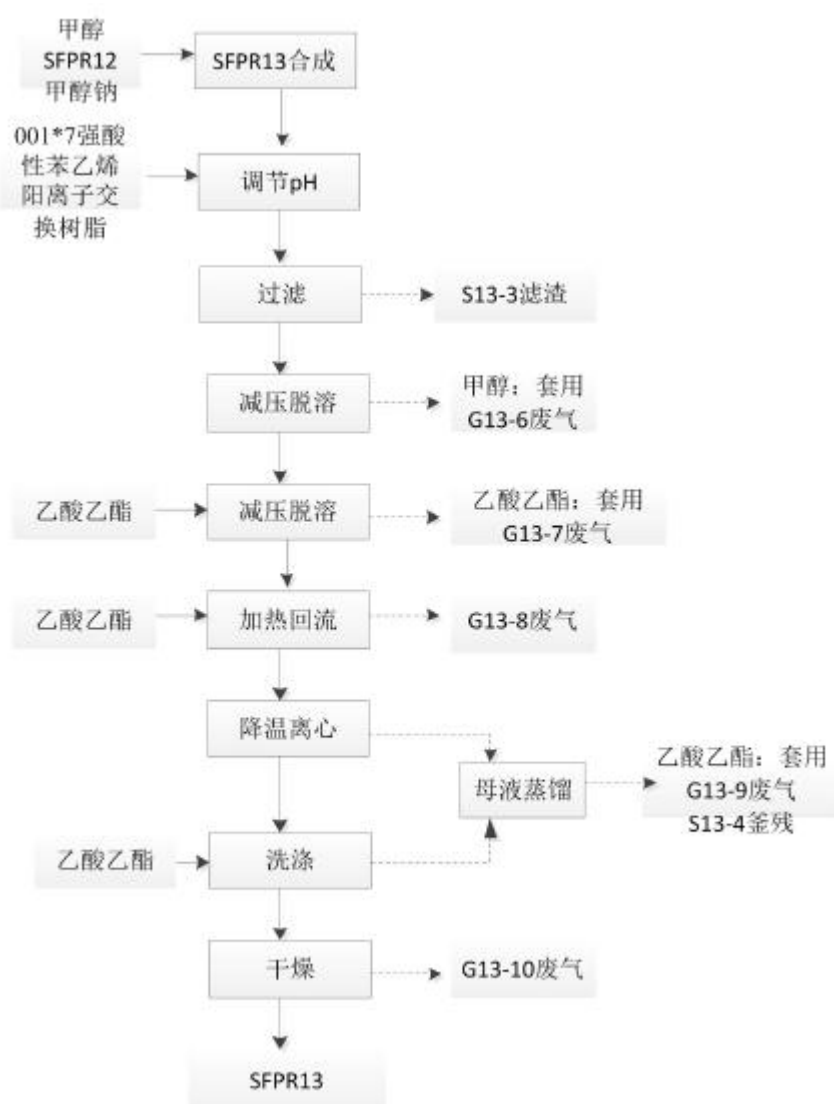 甲醇
SFPR12
甲醇钠
SFPR13合成
001*7强酸
性苯乙烯
阳离子交
换树脂
调节pH
过滤
S13-3滤渣
减压脱溶
甲醇：套用
G13-6废气
乙酸乙酯
减压脱溶
乙酸乙酯：套用
G13-7废气
乙酸乙酯
加热回流
G13-8废气
降温离心
母液蒸馏
乙酸乙酯：套用
G13-9废气
S13-4釜残
乙酸乙酯
洗涤
干燥
G13-10废气
SFPR13